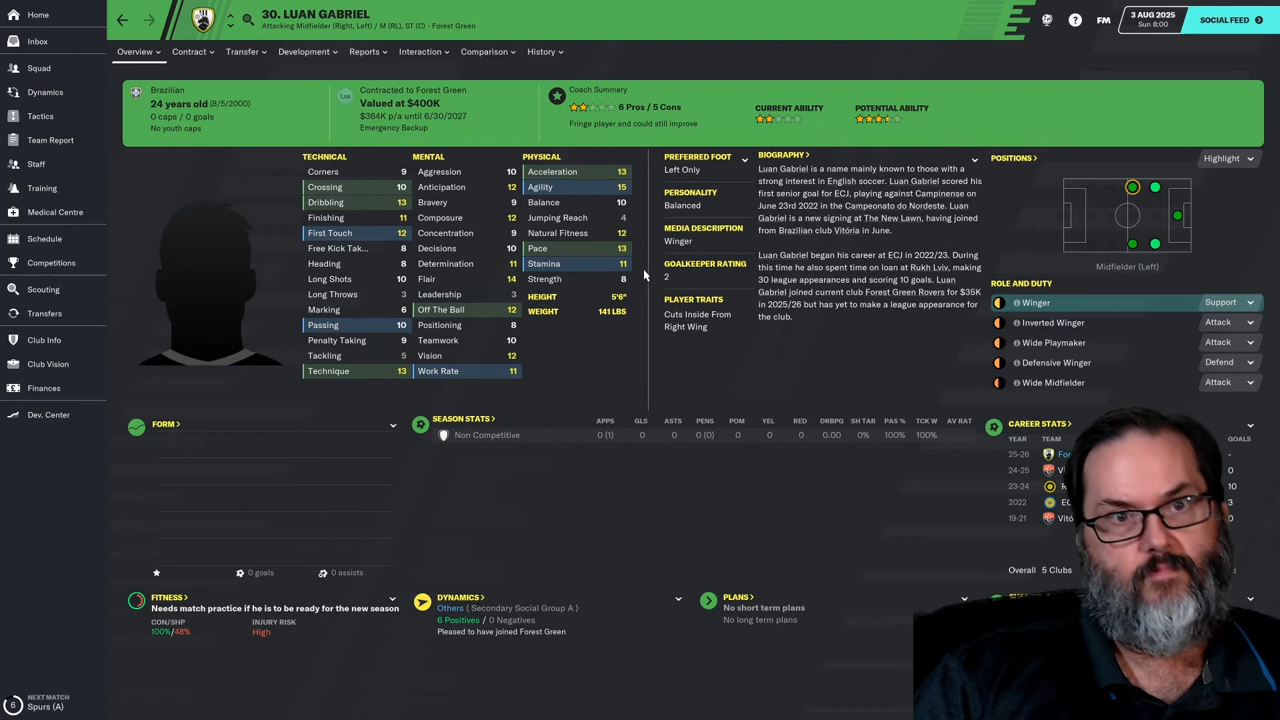 Home
Inbox
Squad
Dynamics
Tactics
Team Report
Staff
Training
Medical Centre
Schedule
Competitions
Scouting
Transfers
Club Info
Club Vision
Finances
Dev. Center
6
NEXT MATCH
Spurs (A)
30. LUAN GABRIEL
Attacking Midfielder (Right, Left) / M (RL), ST (C) - Forest Green
FM
3 AUG 2025
Sun 8:00
SOCIAL FEED
Overview
Contract
Transfer
Development
Reports
Interaction
Comparison
History
Brazilian
24 years old (8/5/2000)
0 caps / 0 goals
No youth caps
Loa
Contracted to Forest Green
Valued at $400K
$364K p/a until 6/30/2027
Emergency Backup
Coach Summary
6 Pros / 5 Cons
Fringe player and could still improve
CURRENT ABILITY
POTENTIAL ABILITY
TECHNICAL
Corners 9
Crossing 10
Dribbling 13
Finishing 11
First Touch 12
Free Kick Tak... 8
Heading 8
Long Shots 10
Long Throws 3
Marking 6
Passing 10
Penalty Taking 9
Tackling 5
Technique 13
MENTAL
Aggression 10
Anticipation 12
Bravery 9
Composure 12
Concentration 9
Decisions 10
Determination 11
Flair 14
Leadership 3
Off The Ball 12
Positioning 8
Teamwork 10
Vision 12
Work Rate 11
PHYSICAL
Acceleration 13
Agility 15
Balance 10
Jumping Reach 4
Natural Fitness 12
Pace 13
Stamina 11
Strength 8
HEIGHT 5'6"
WEIGHT 141 LBS
PREFERRED FOOT
Left Only
PERSONALITY
Balanced
MEDIA DESCRIPTION
Winger
GOALKEEPER RATING
2
PLAYER TRAITS
Cuts Inside From
Right Wing
BIOGRAPHY
Luan Gabriel is a name mainly known to those with a
strong interest in English soccer. Luan Gabriel scored his
first senior goal for ECJ, playing against Campinense on
June 23rd 2022 in the Campeonato do Nordeste. Luan
Gabriel is a new signing at The New Lawn, having joined
from Brazilian club Vitória in June.
Luan Gabriel began his career at ECJ in 2022/23. During
this time he also spent time on loan at Rukh Lviv, making
30 league appearances and scoring 10 goals. Luan
Gabriel joined current club Forest Green Rovers for $35K
in 2025/26 but has yet to make a league appearance for
the club.
POSITIONS
Highlight
Midfielder (Left)
ROLE AND DUTY
Winger Support
Inverted Winger Attack
Wide Playmaker Attack
Defensive Winger Defend
Wide Midfielder Attack
FORM
0 goals
0 assists
SEASON STATS
APPS GLS ASTS PENS POM YEL RED DRBPG SH TAR PAS % TCK W AV RAT
Non Competitive 0 (1) 0 0 0 (0) 0 0 0 0.00 0% 100% 100%
CAREER STATS
YEAR TEAM GOALS
25-26 -
24-25 0
23-24 10
2022 3
19-21 Vitó 0
Overall 5 Clubs
FITNESS
Needs match practice if he is to be ready for the new season
CON/SHP INJURY RISK
100%/48% High
DYNAMICS
Others ( Secondary Social Group A )
6 Positives / 0 Negatives
Pleased to have joined Forest Green
PLANS
No short term plans
No long term plans